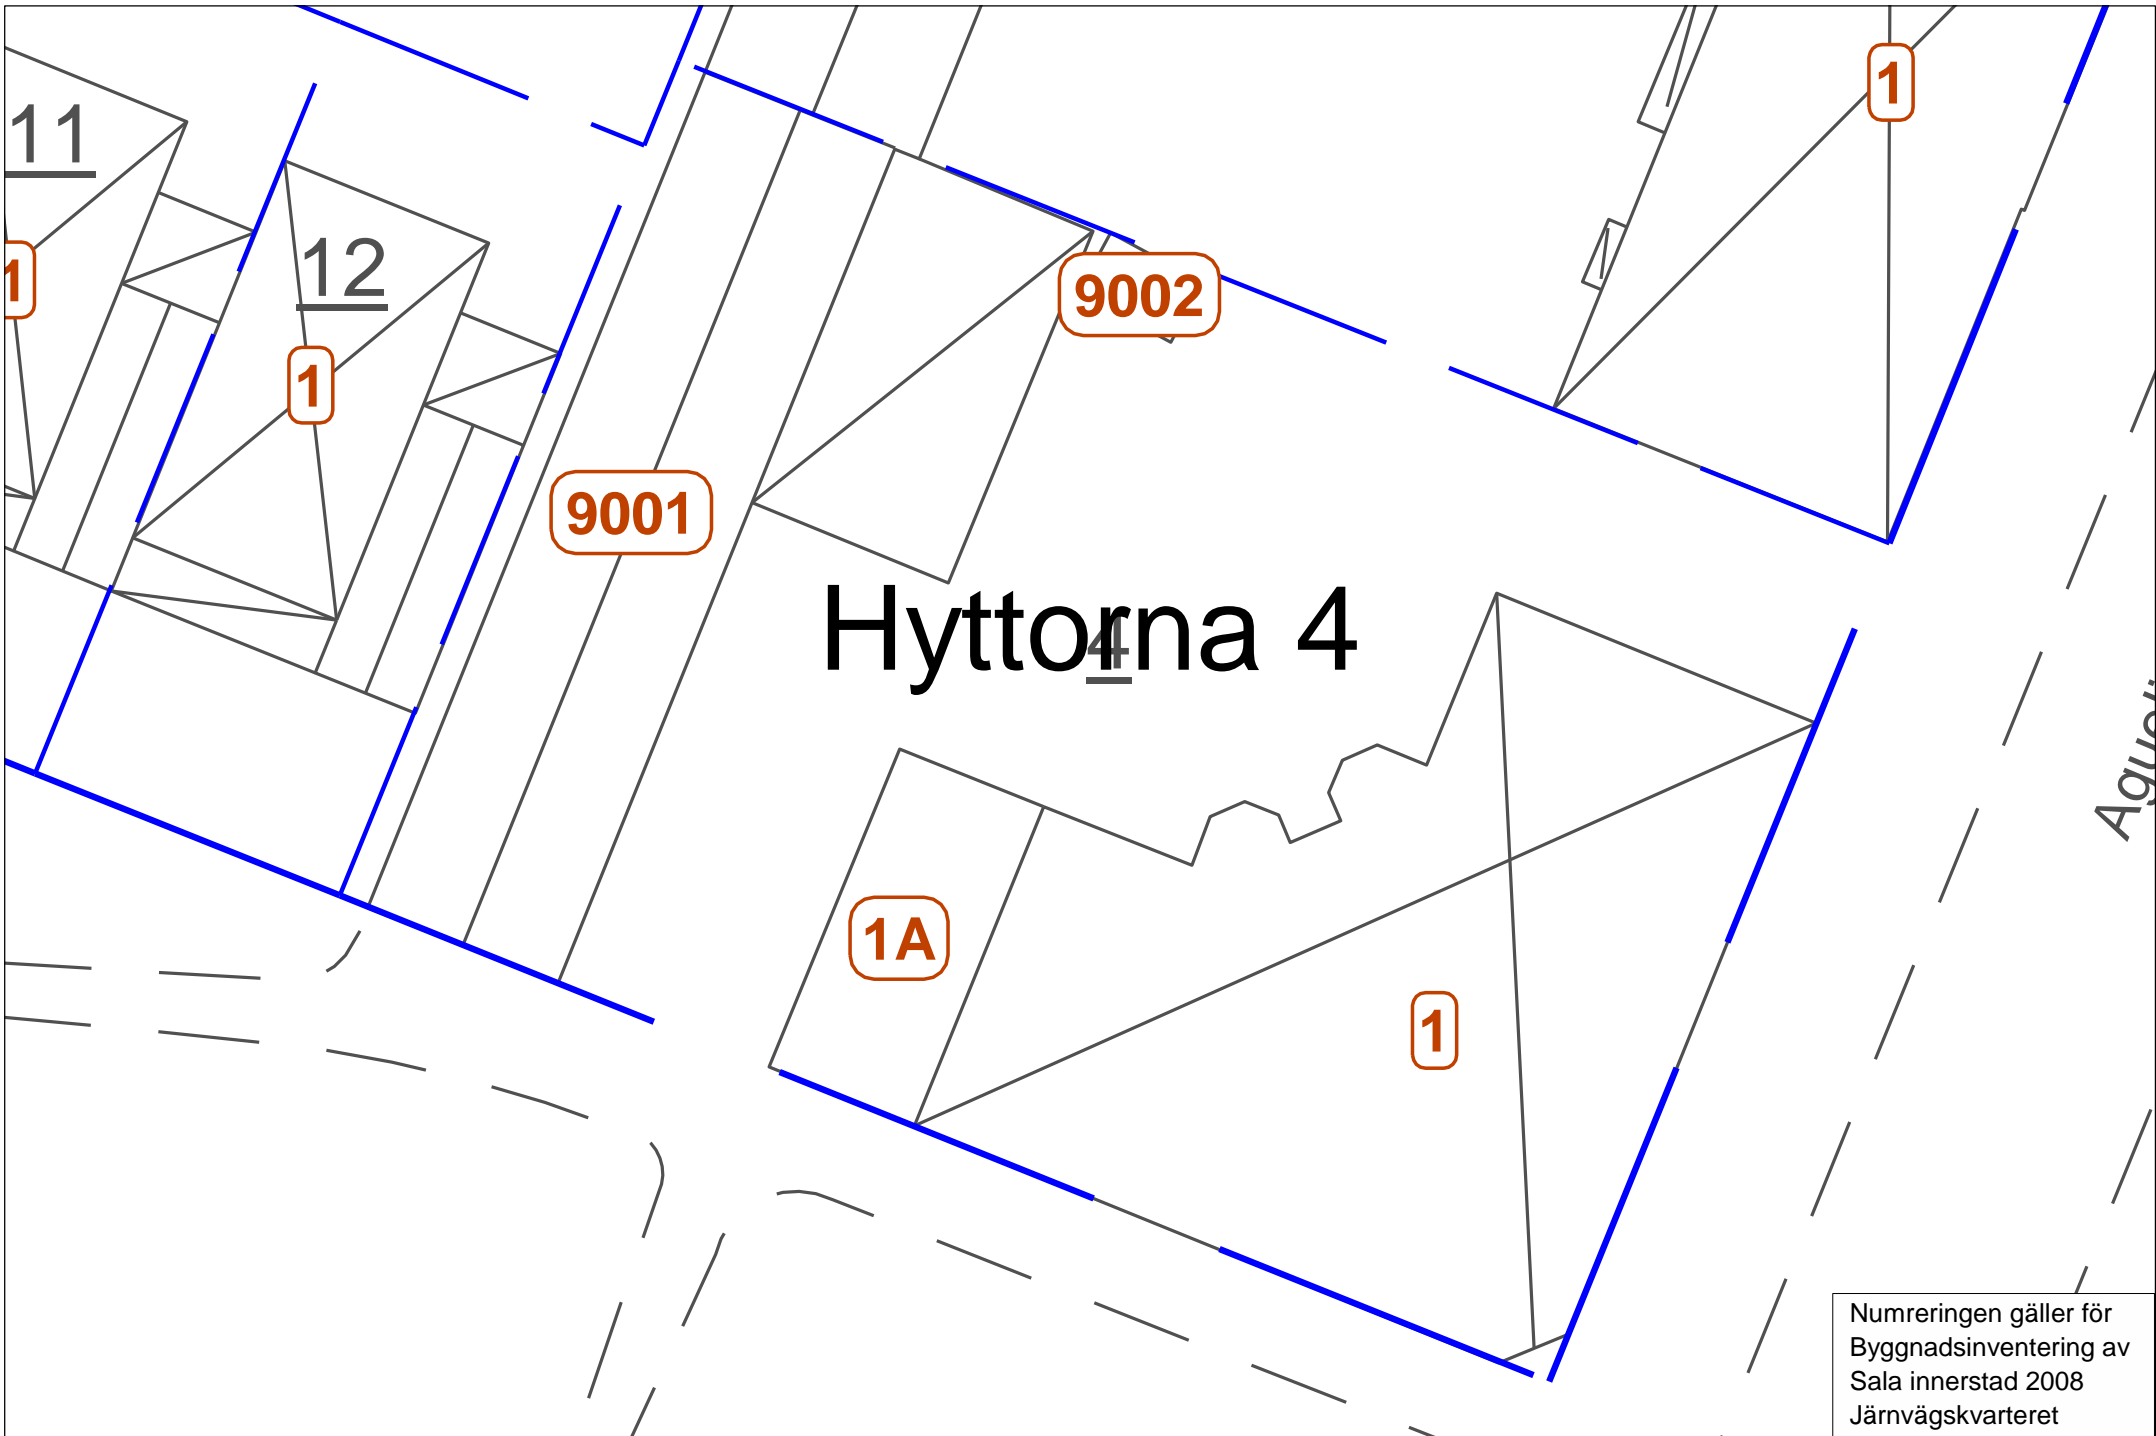 1
11
12
1
9002
1
9001
Hyttorna 4
4
1A
1
Numreringen gäller för
Byggnadsinventering av
Sala innerstad 2008
Järnvägskvarteret